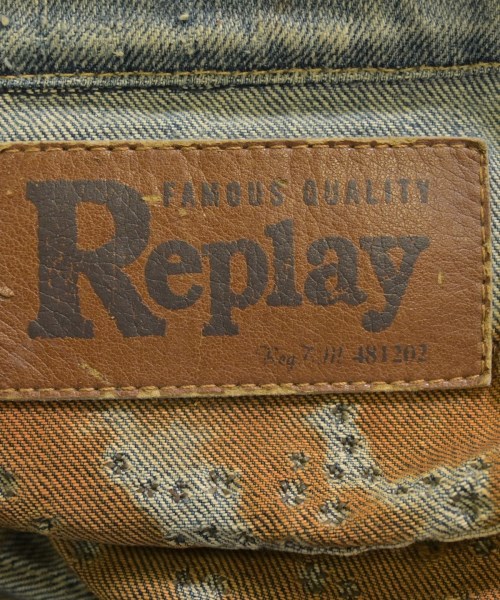 FAMOUS QUALITY
Replay
Reg T. M! 481202